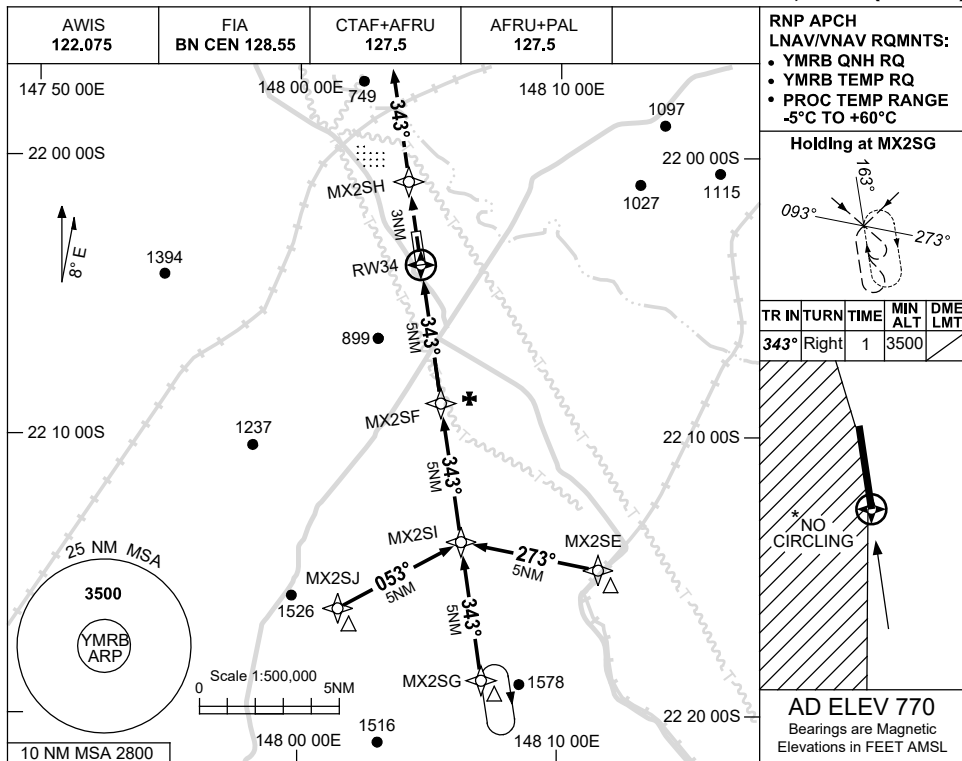 AWIS
122.075
FIA
BN CEN 128.55
CTAF+AFRU
127.5
AFRU+PAL
127.5
RNP APCH
LNAV/VNAV RQMNTS:
• YMRB QNH RQ
• YMRB TEMP RQ
• PROC TEMP RANGE
-5°C TO +60°C
147 50 00E
148 00 00E
148 10 00E
749
343°
1097
22 00 00S
22 00 00S
MX2SH
1027
1115
3NM
8° E
1394
RW34
343°
5NM
899
MX2SF
1237
22 10 00S
22 10 00S
343°
5NM
MX2SI
MX2SE
273°
5NM
25 NM MSA
3500
YMRB
ARP
MX2SJ
053°
5NM
1526
343°
5NM
Scale 1:500,000
0
5NM
MX2SG
1578
1516
22 20 00S
10 NM MSA 2800
148 00 00E
148 10 00E
Holding at MX2SG
163°
093°
273°
TR IN TURN TIME MIN ALT DME LMT
343° Right 1 3500
*NO
CIRCLING
AD ELEV 770
Bearings are Magnetic
Elevations in FEET AMSL